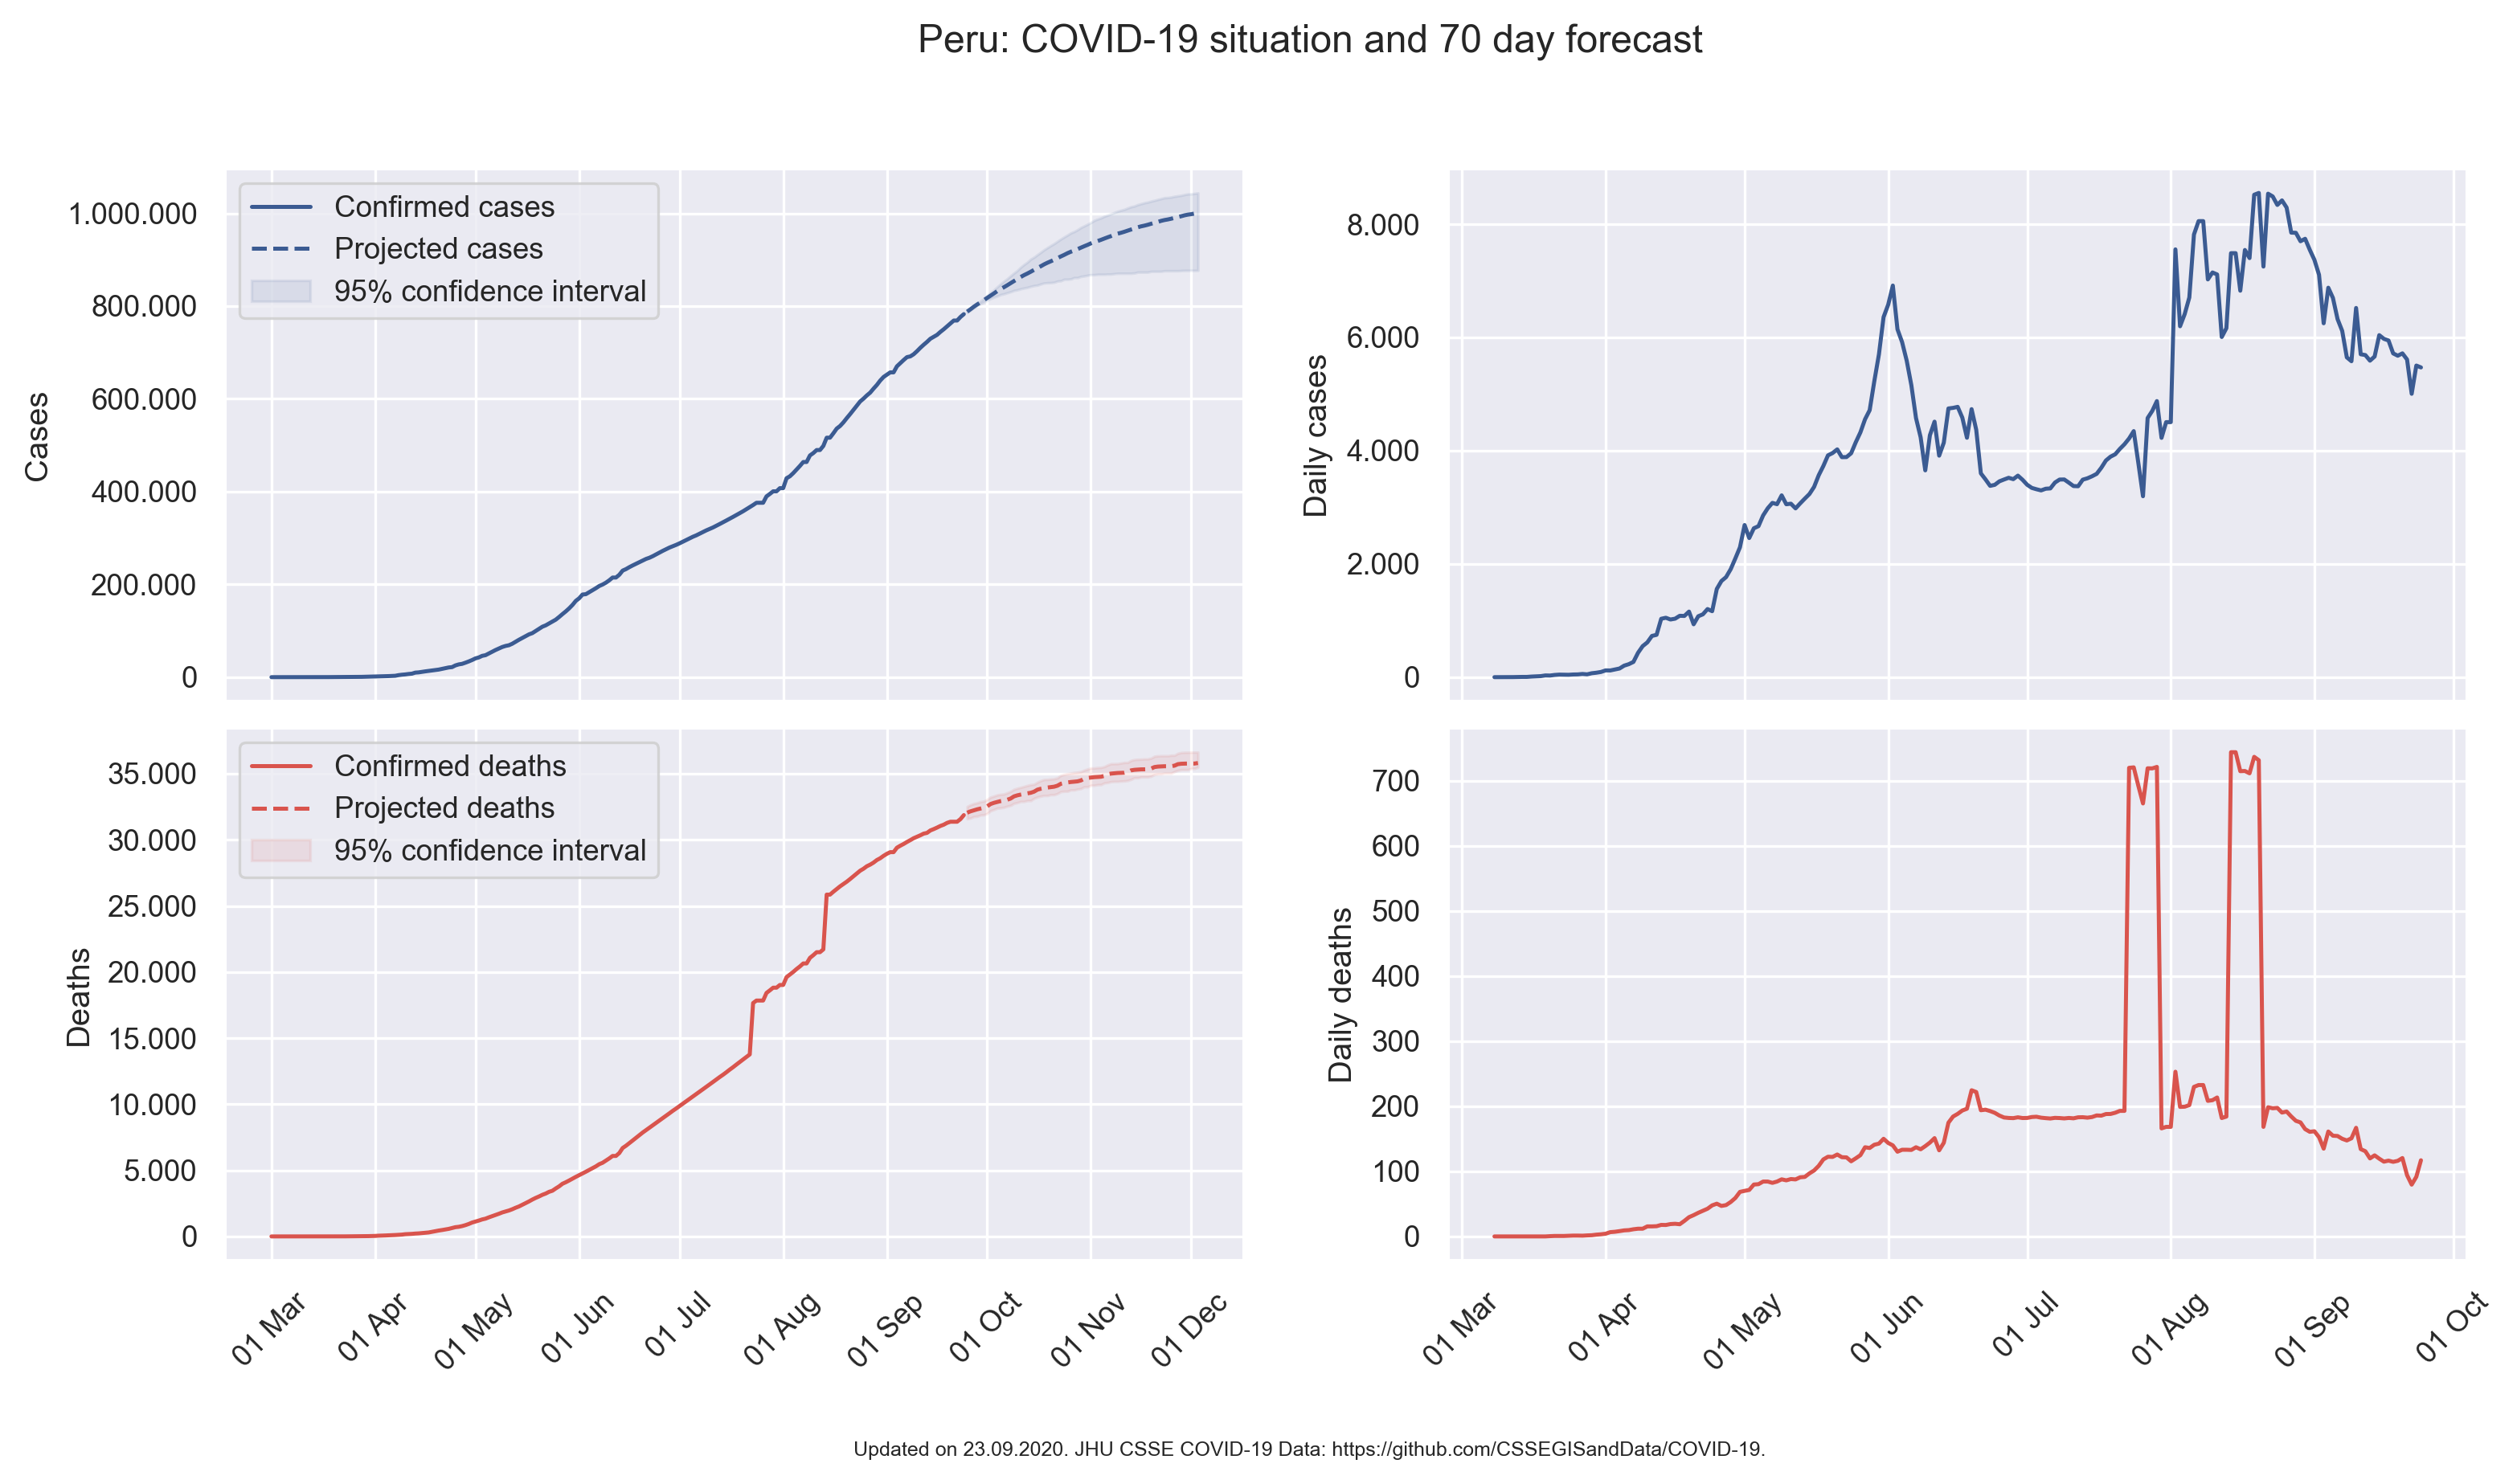 Peru: COVID-19 situation and 70 day forecast
Cases
1.000.000
800.000
600.000
400.000
200.000
0
Confirmed cases
Projected cases
95% confidence interval
Daily cases
8.000
6.000
4.000
2.000
0
Deaths
35.000
30.000
25.000
20.000
15.000
10.000
5.000
0
Confirmed deaths
Projected deaths
95% confidence interval
01 Mar
01 Apr
01 May
01 Jun
01 Jul
01 Aug
01 Sep
01 Oct
01 Nov
01 Dec
Daily deaths
700
600
500
400
300
200
100
0
01 Mar
01 Apr
01 May
01 Jun
01 Jul
01 Aug
01 Sep
01 Oct
Updated on 23.09.2020. JHU CSSE COVID-19 Data: https://github.com/CSSEGISandData/COVID-19.